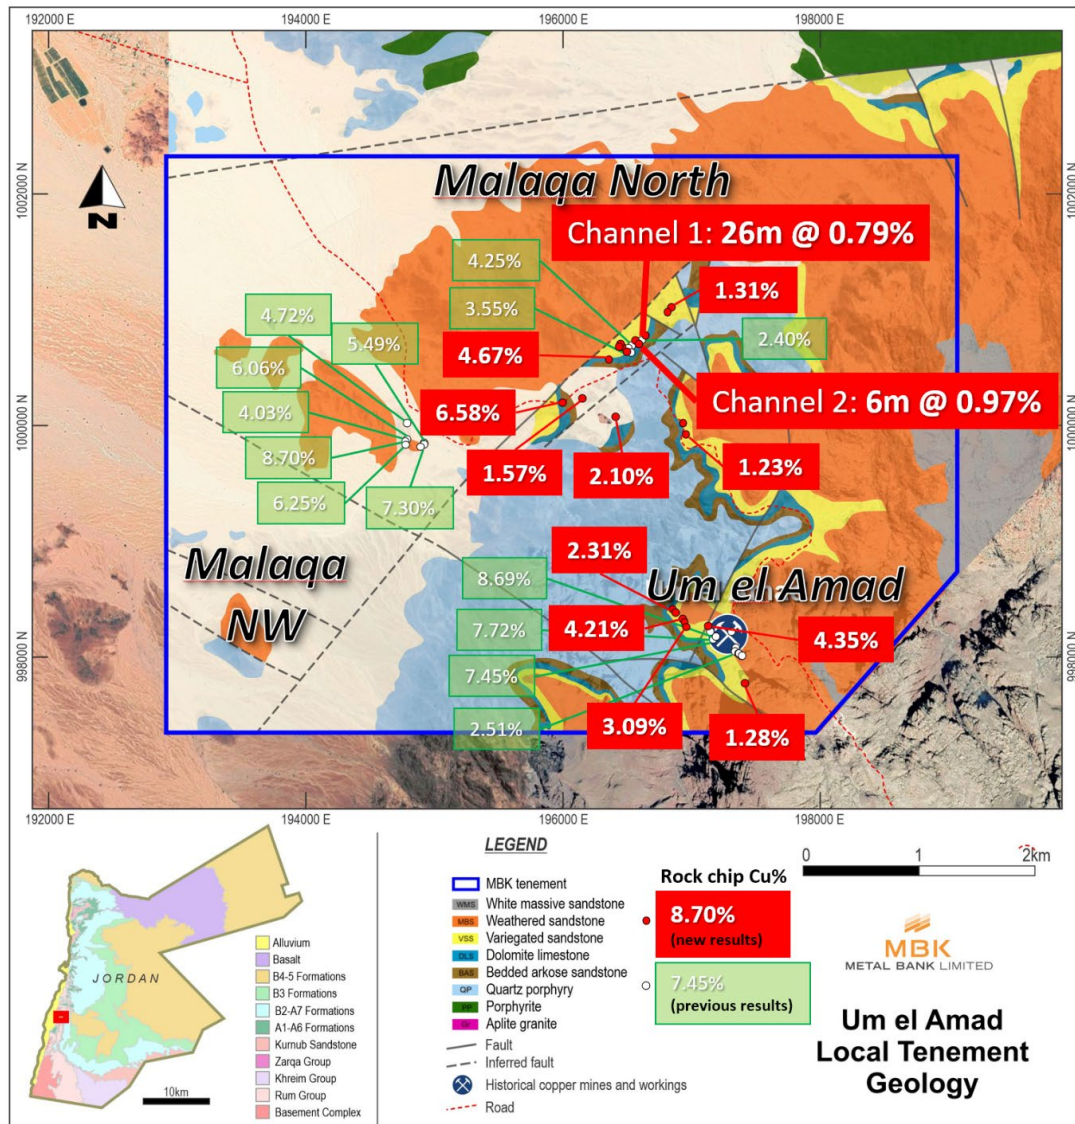 192000 E
194000 E
196000 E
198000 E
1002000 N
1002000 N
N
Malaqa North
Channel 1: 26m @ 0.79%
4.25%
3.55%
1.31%
4.72%
5.49%
4.67%
2.40%
6.06%
Channel 2: 6m @ 0.97%
6.58%
4.03%
1000000 N
1000000 N
8.70%
1.57%
2.10%
1.23%
6.25%
7.30%
Malaqa
NW
2.31%
8.69%
Um el Amad
7.72%
4.21%
4.35%
998000 N
998000 N
7.45%
2.51%
3.09%
1.28%
192000 E
194000 E
196000 E
198000 E
JORDAN
10km
Alluvium
Basalt
B4-5 Formations
B3 Formations
B2-A7 Formations
A1-A6 Formations
Kurnub Sandstone
Zarqa Group
Khreim Group
Rum Group
Basement Complex
LEGEND
MBK tenement
WMS White massive sandstone
MBS Weathered sandstone
VSS Variegated sandstone
DLS Dolomite limestone
BAS Bedded arkose sandstone
QP Quartz porphyry
PP Porphyrite
Aplite granite
Fault
Inferred fault
Historical copper mines and workings
Road
Rock chip Cu%
8.70%
(new results)
7.45%
(previous results)
0 1 2km
MBK
METAL BANK LIMITED
Um el Amad
Local Tenement
Geology